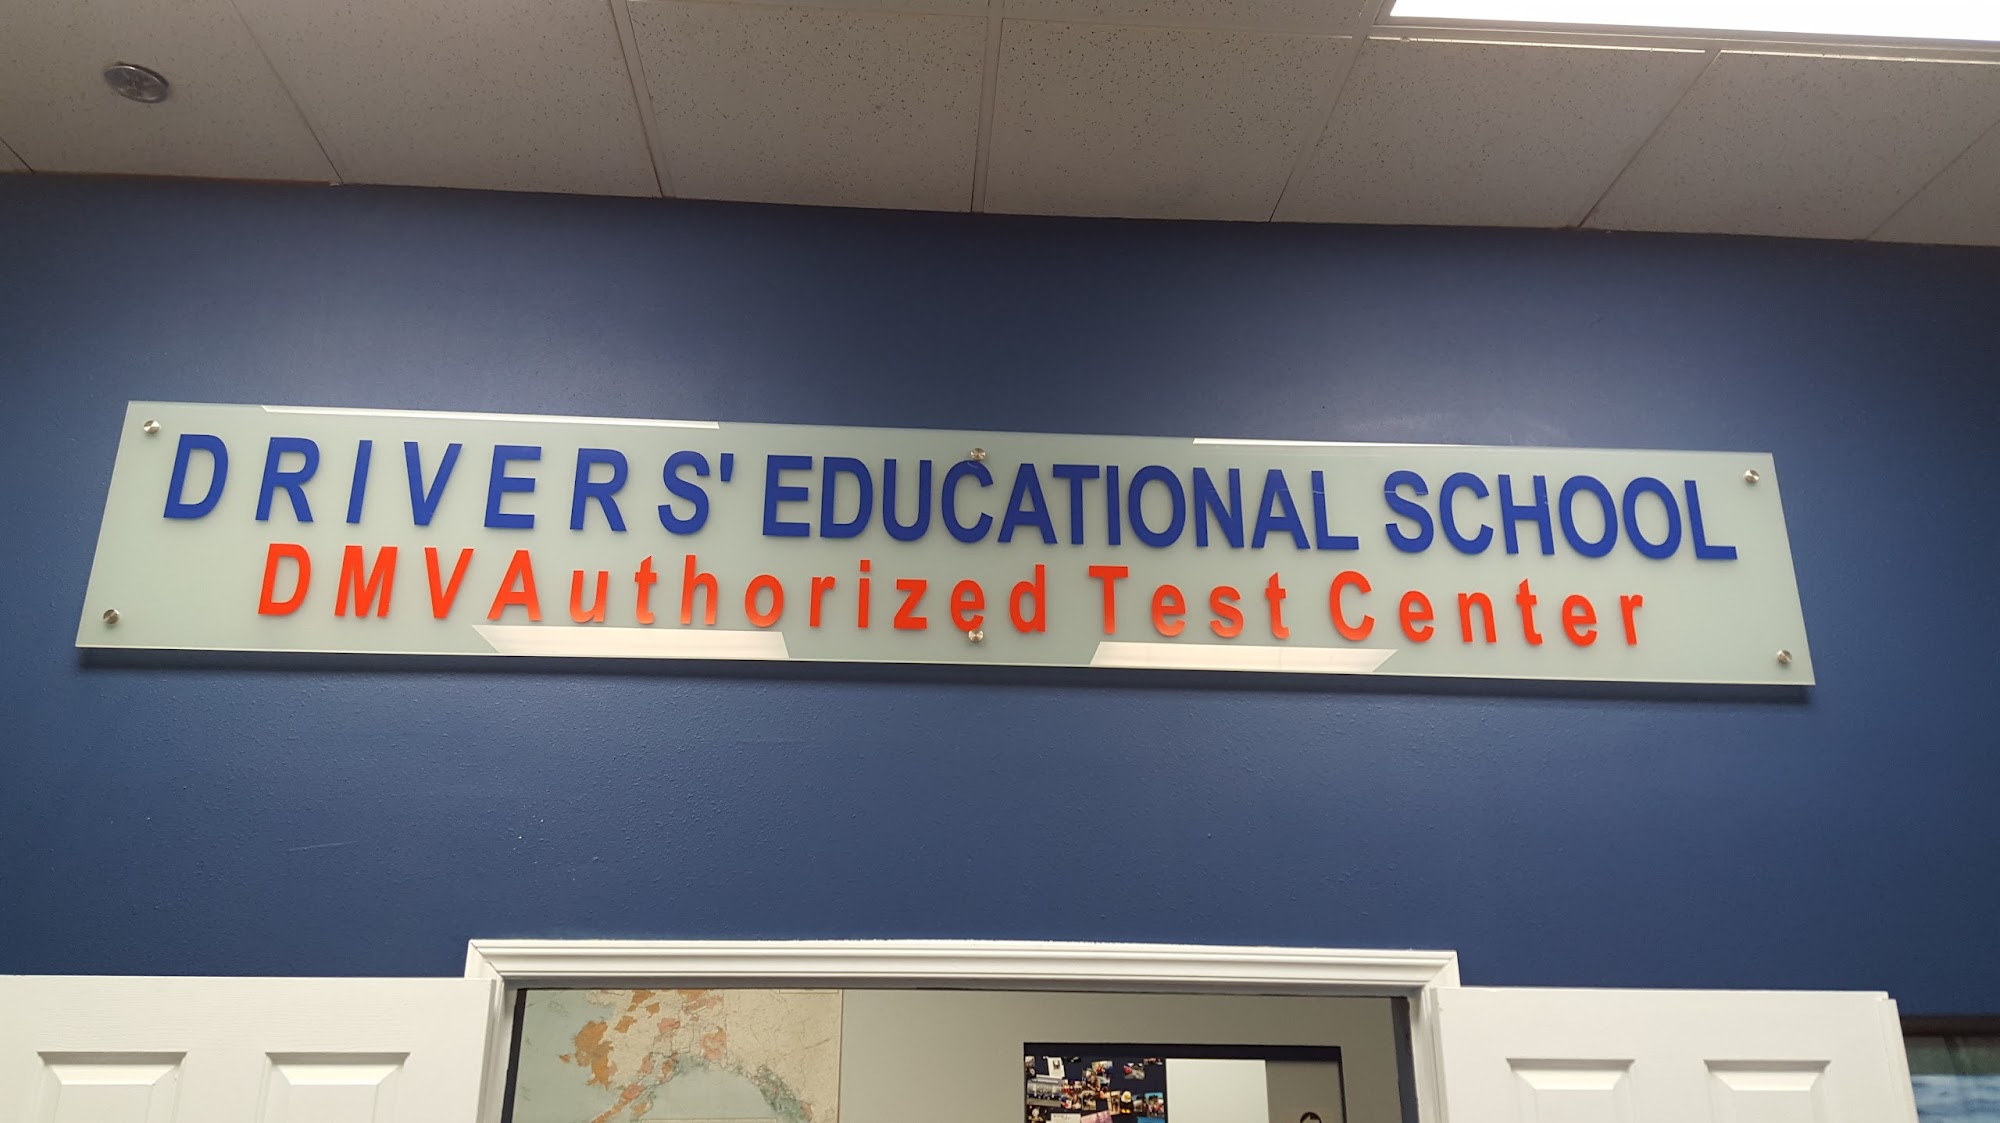 DRIVERS' EDUCATIONAL SCHOOL
DMV Authorized Test Center